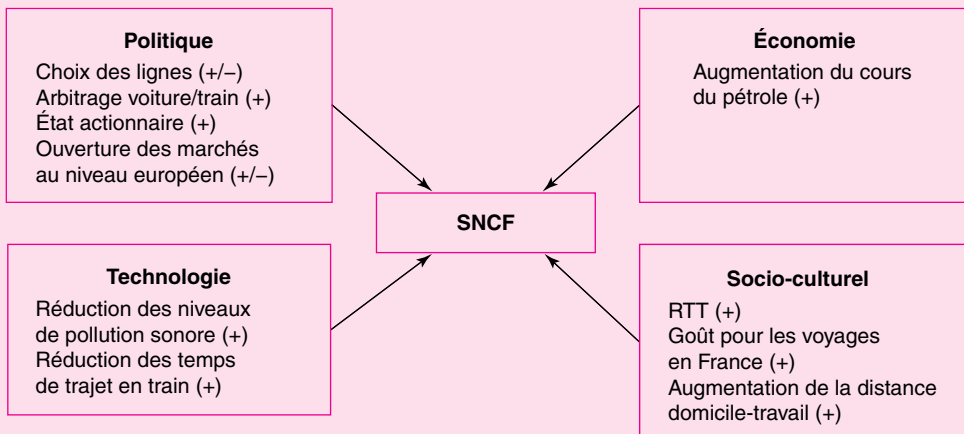 Politique
Choix des lignes (+/–)
Arbitrage voiture/train (+)
État actionnaire (+)
Ouverture des marchés
au niveau européen (+/–)
Économie
Augmentation du cours
du pétrole (+)
SNCF
Technologie
Réduction des niveaux
de pollution sonore (+)
Réduction des temps
de trajet en train (+)
Socio-culturel
RTT (+)
Goût pour les voyages
en France (+)
Augmentation de la distance
domicile-travail (+)